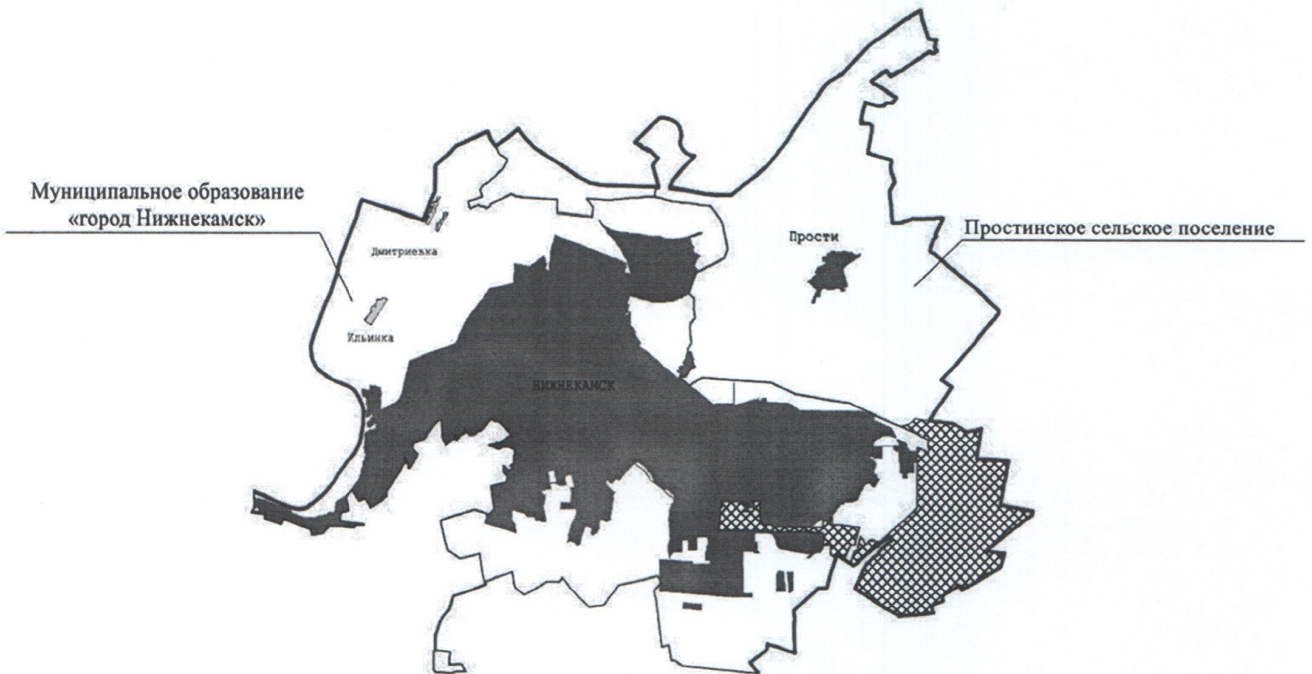 Муниципальное образование
«город Нижнекамск»
Дмитриевка
Ильинка
НИЖНЕКАМСК
Прости
Простинское сельское поселение